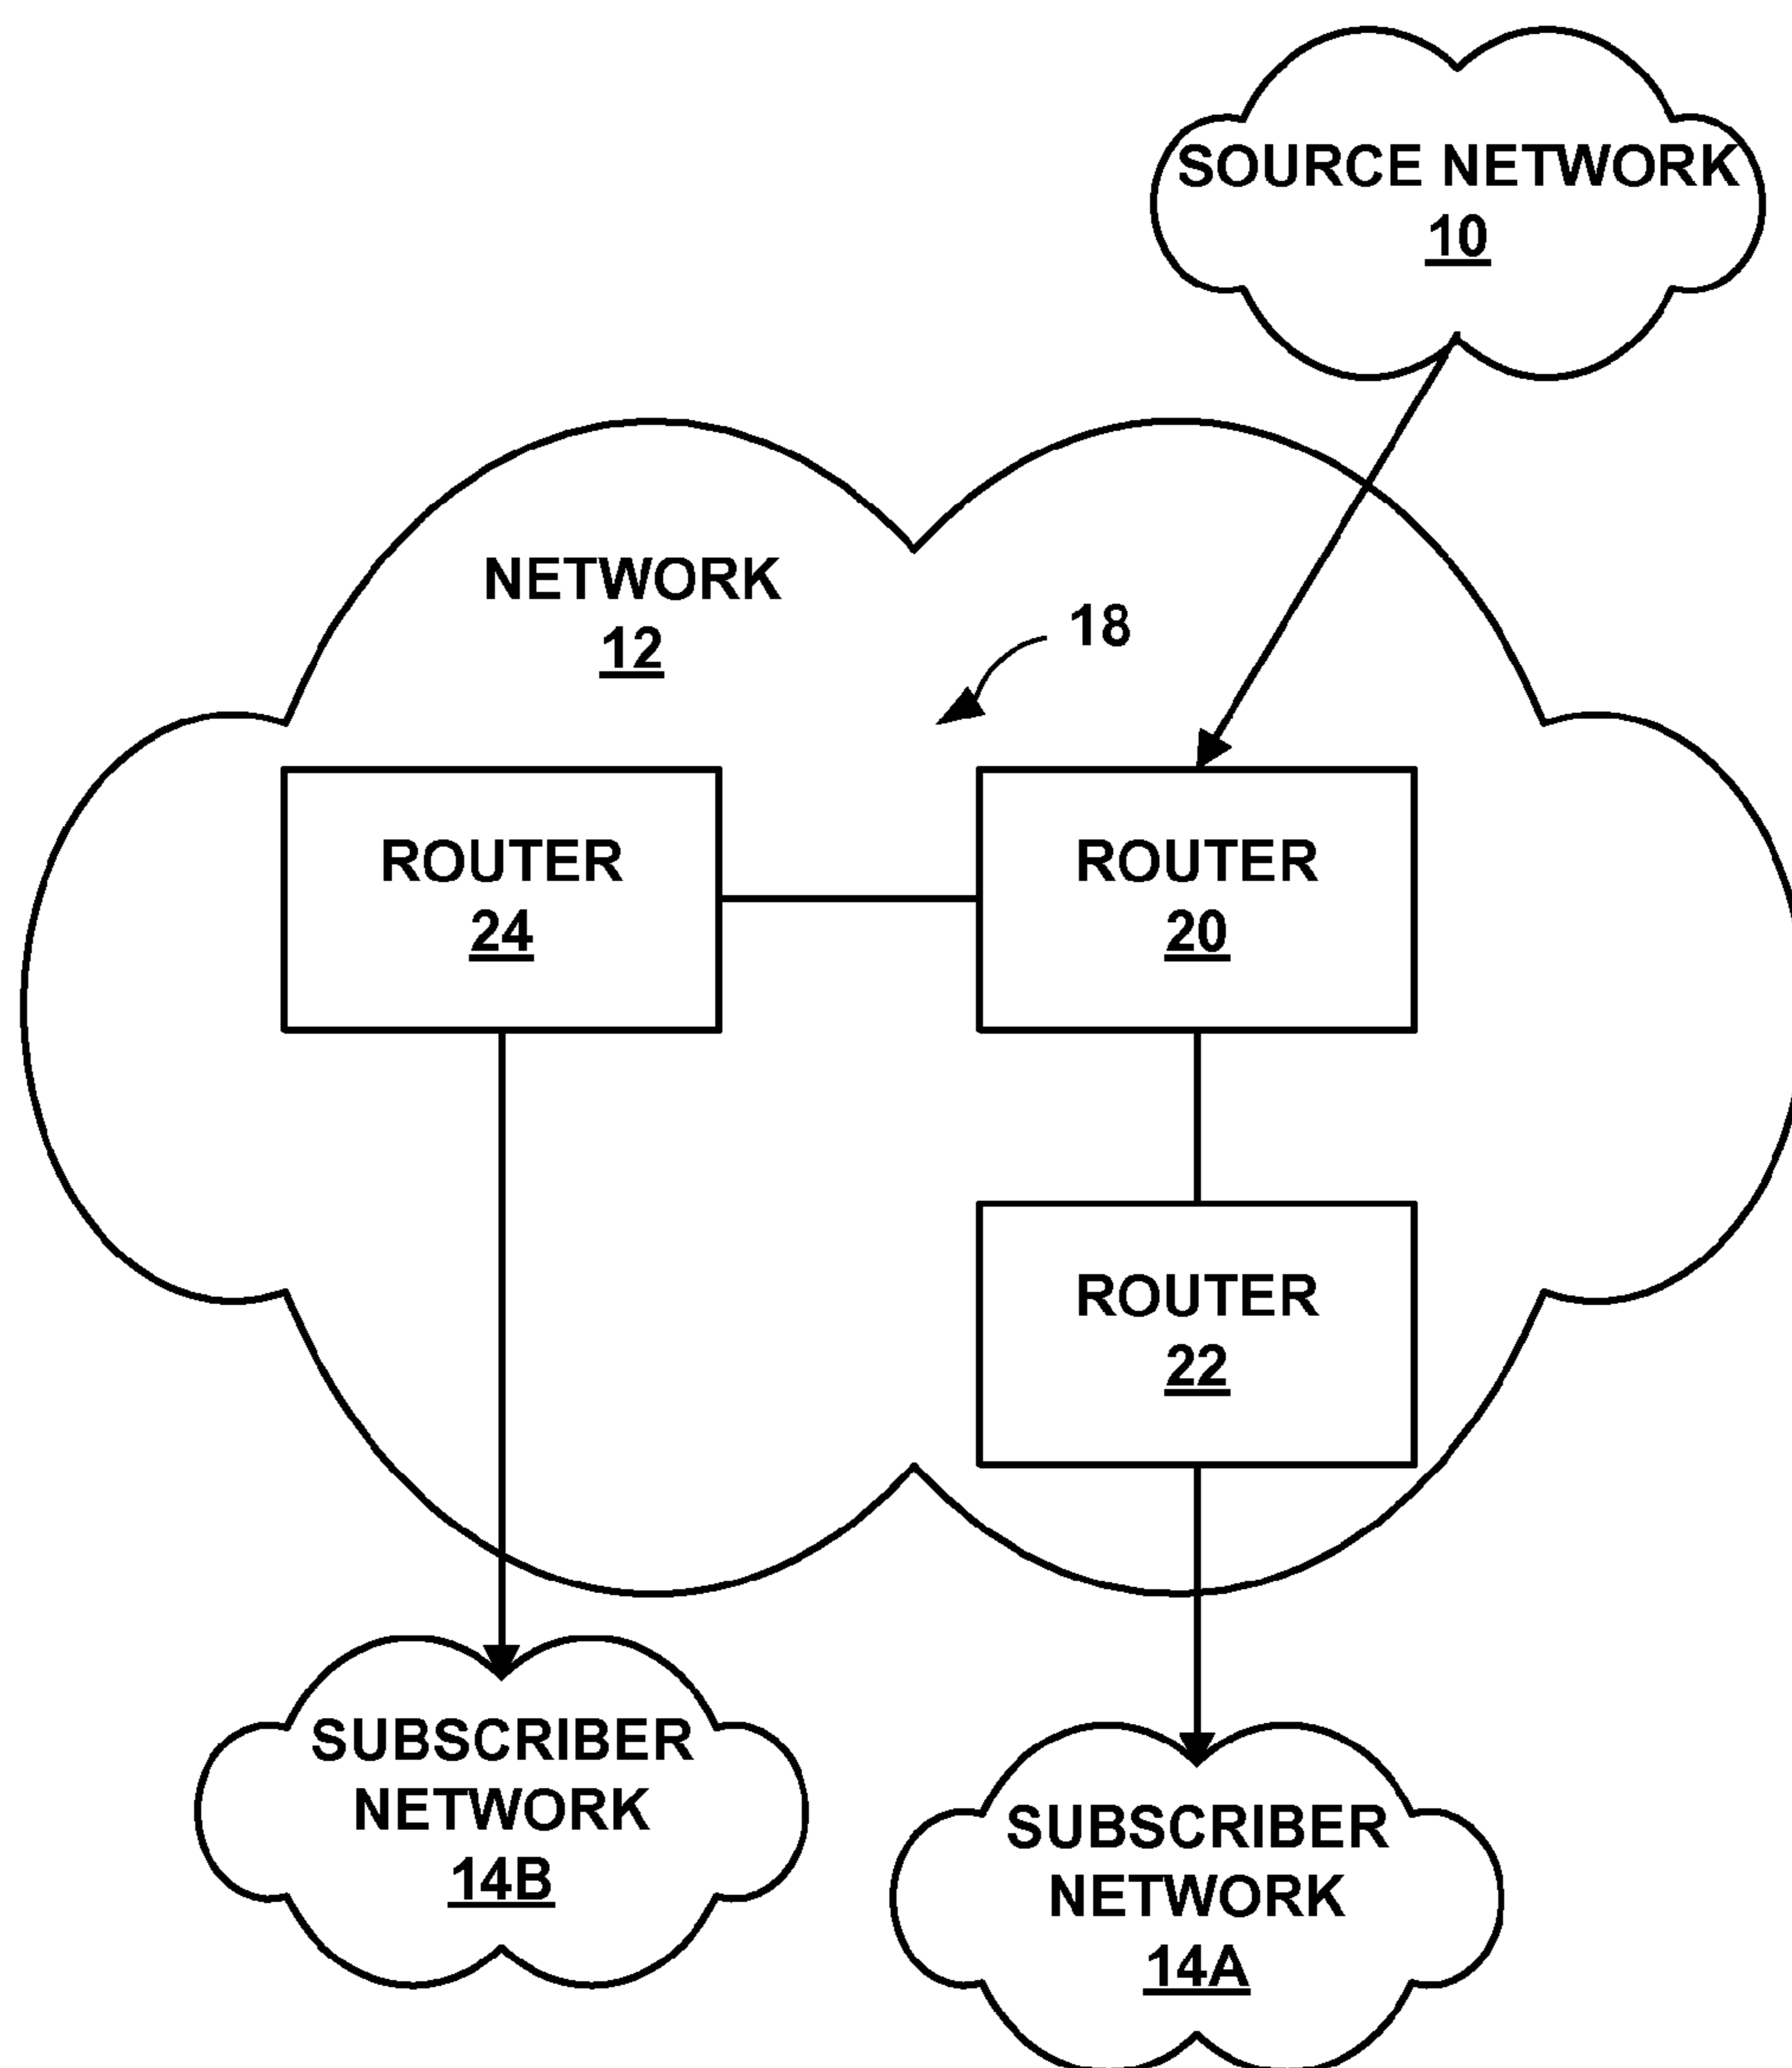 SOURCE NETWORK
10
NETWORK
12
18
ROUTER
24
ROUTER
20
ROUTER
22
SUBSCRIBER
NETWORK
14B
SUBSCRIBER
NETWORK
14A